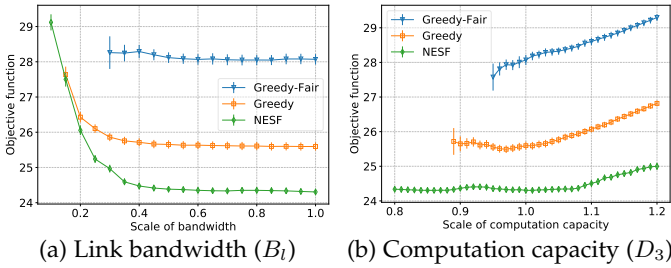 29
28
27
26
25
24
Objective function
Greedy-Fair
Greedy
NESF
0.2 0.4 0.6 0.8 1.0
Scale of bandwidth
(a) Link bandwidth (B_l)
29
28
27
26
25
24
Objective function
Greedy-Fair
Greedy
NESF
0.8 0.9 1.0 1.1 1.2
Scale of computation capacity
(b) Computation capacity (D_3)